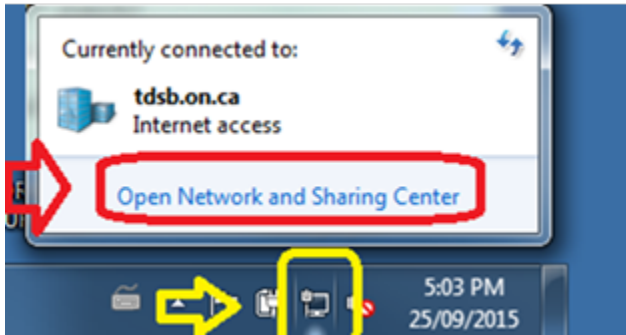 Currently connected to:
tdsb.on.ca
Internet access
Open Network and Sharing Center
5:03 PM
25/09/2015